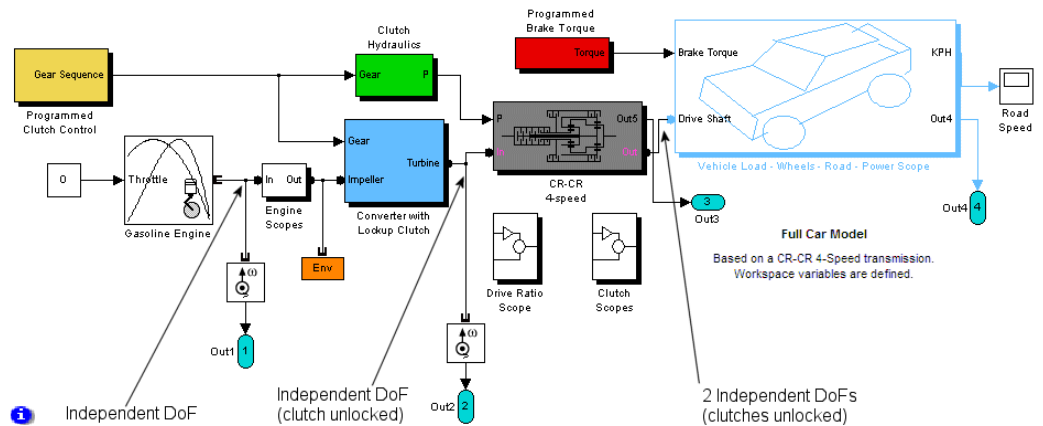 Programmed
Brake Torque
Clutch
Hydraulics
Torque
Brake Torque
KPH
Gear Sequence
Gear
P
Programmed
Clutch Control
Road
Speed
P
Out5
Drive Shaft
Out4
Gear
Turbine
Out
Vehicle Load - Wheels - Road - Power Scope
0
Throttle
In
Out
Impeller
CR-CR
4-speed
Gasoline Engine
Engine
Scopes
Converter with
Lookup Clutch
3
Out3
Out4
4
Full Car Model
Based on a CR-CR 4-Speed transmission.
Workspace variables are defined.
Env
ω
Drive Ratio
Scope
Clutch
Scopes
Out1
1
ω
Out2
2
i
Independent DoF
Independent DoF
(clutch unlocked)
2 Independent DoFs
(clutches unlocked)